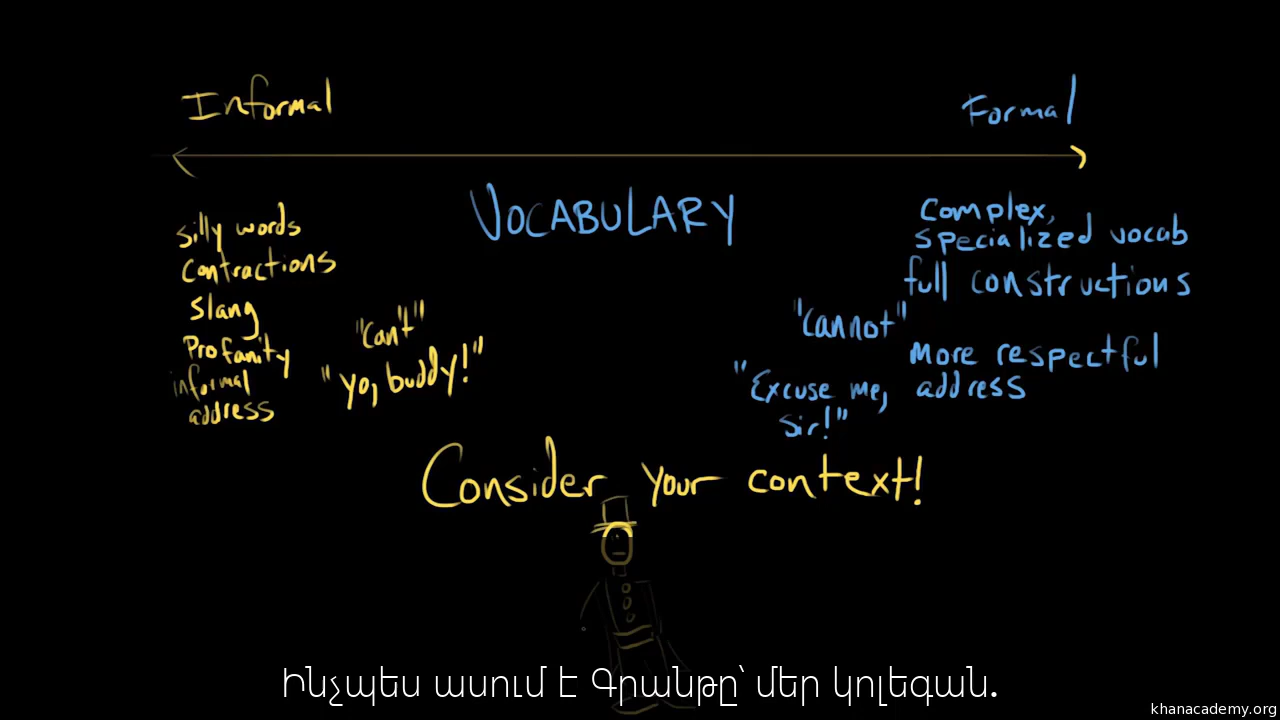 Informal
Formal
VOCABULARY
silly words
contractions
slang
Profanity
informal
address
"can't"
"yo, buddy!"
complex,
specialized vocab
full constructions
"cannot"
more respectful
address
"Excuse me,
sir!"
Consider your context!
Ինչպես ասում է Գրանթը՝ մեր կոլեգան.
khanacademy.org